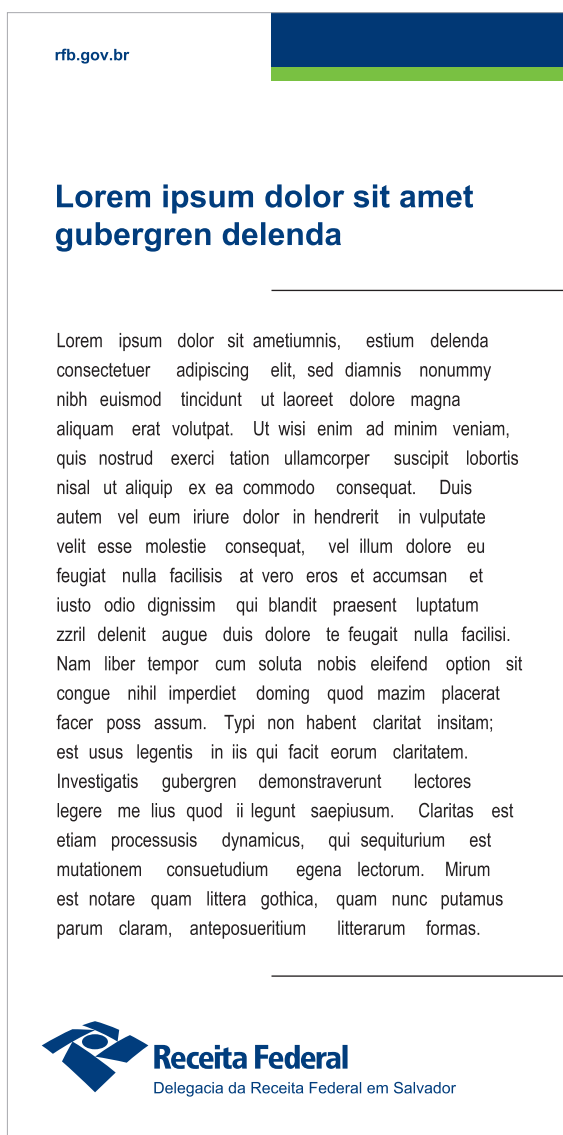 rfb.gov.br
Lorem ipsum dolor sit amet
gubergren delenda
Lorem ipsum dolor sit ametiumnis, estium delenda
consectetuer adipiscing elit, sed diamnis nonummy
nibh euismod tincidunt ut laoreet dolore magna
aliquam erat volutpat. Ut wisi enim ad minim veniam,
quis nostrud exerci tation ullamcorper suscipit lobortis
nisal ut aliquip ex ea commodo consequat. Duis
autem vel eum iriure dolor in hendrerit in vulputate
velit esse molestie consequat, vel illum dolore eu
feugiat nulla facilisis at vero eros et accumsan et
iusto odio dignissim qui blandit praesent luptatum
zzril delenit augue duis dolore te feugait nulla facilisi.
Nam liber tempor cum soluta nobis eleifend option sit
congue nihil imperdiet doming quod mazim placerat
facer poss assum. Typi non habent claritat insitam;
est usus legentis in iis qui facit eorum claritatem.
Investigatis gubergren demonstraverunt lectores
legere me lius quod ii legunt saepiusum. Claritas est
etiam processusis dynamicus, qui sequiturium est
mutationem consuetudium egena lectorum. Mirum
est notare quam littera gothica, quam nunc putamus
parum claram, anteposueritium litterarum formas.
Receita Federal
Delegacia da Receita Federal em Salvador